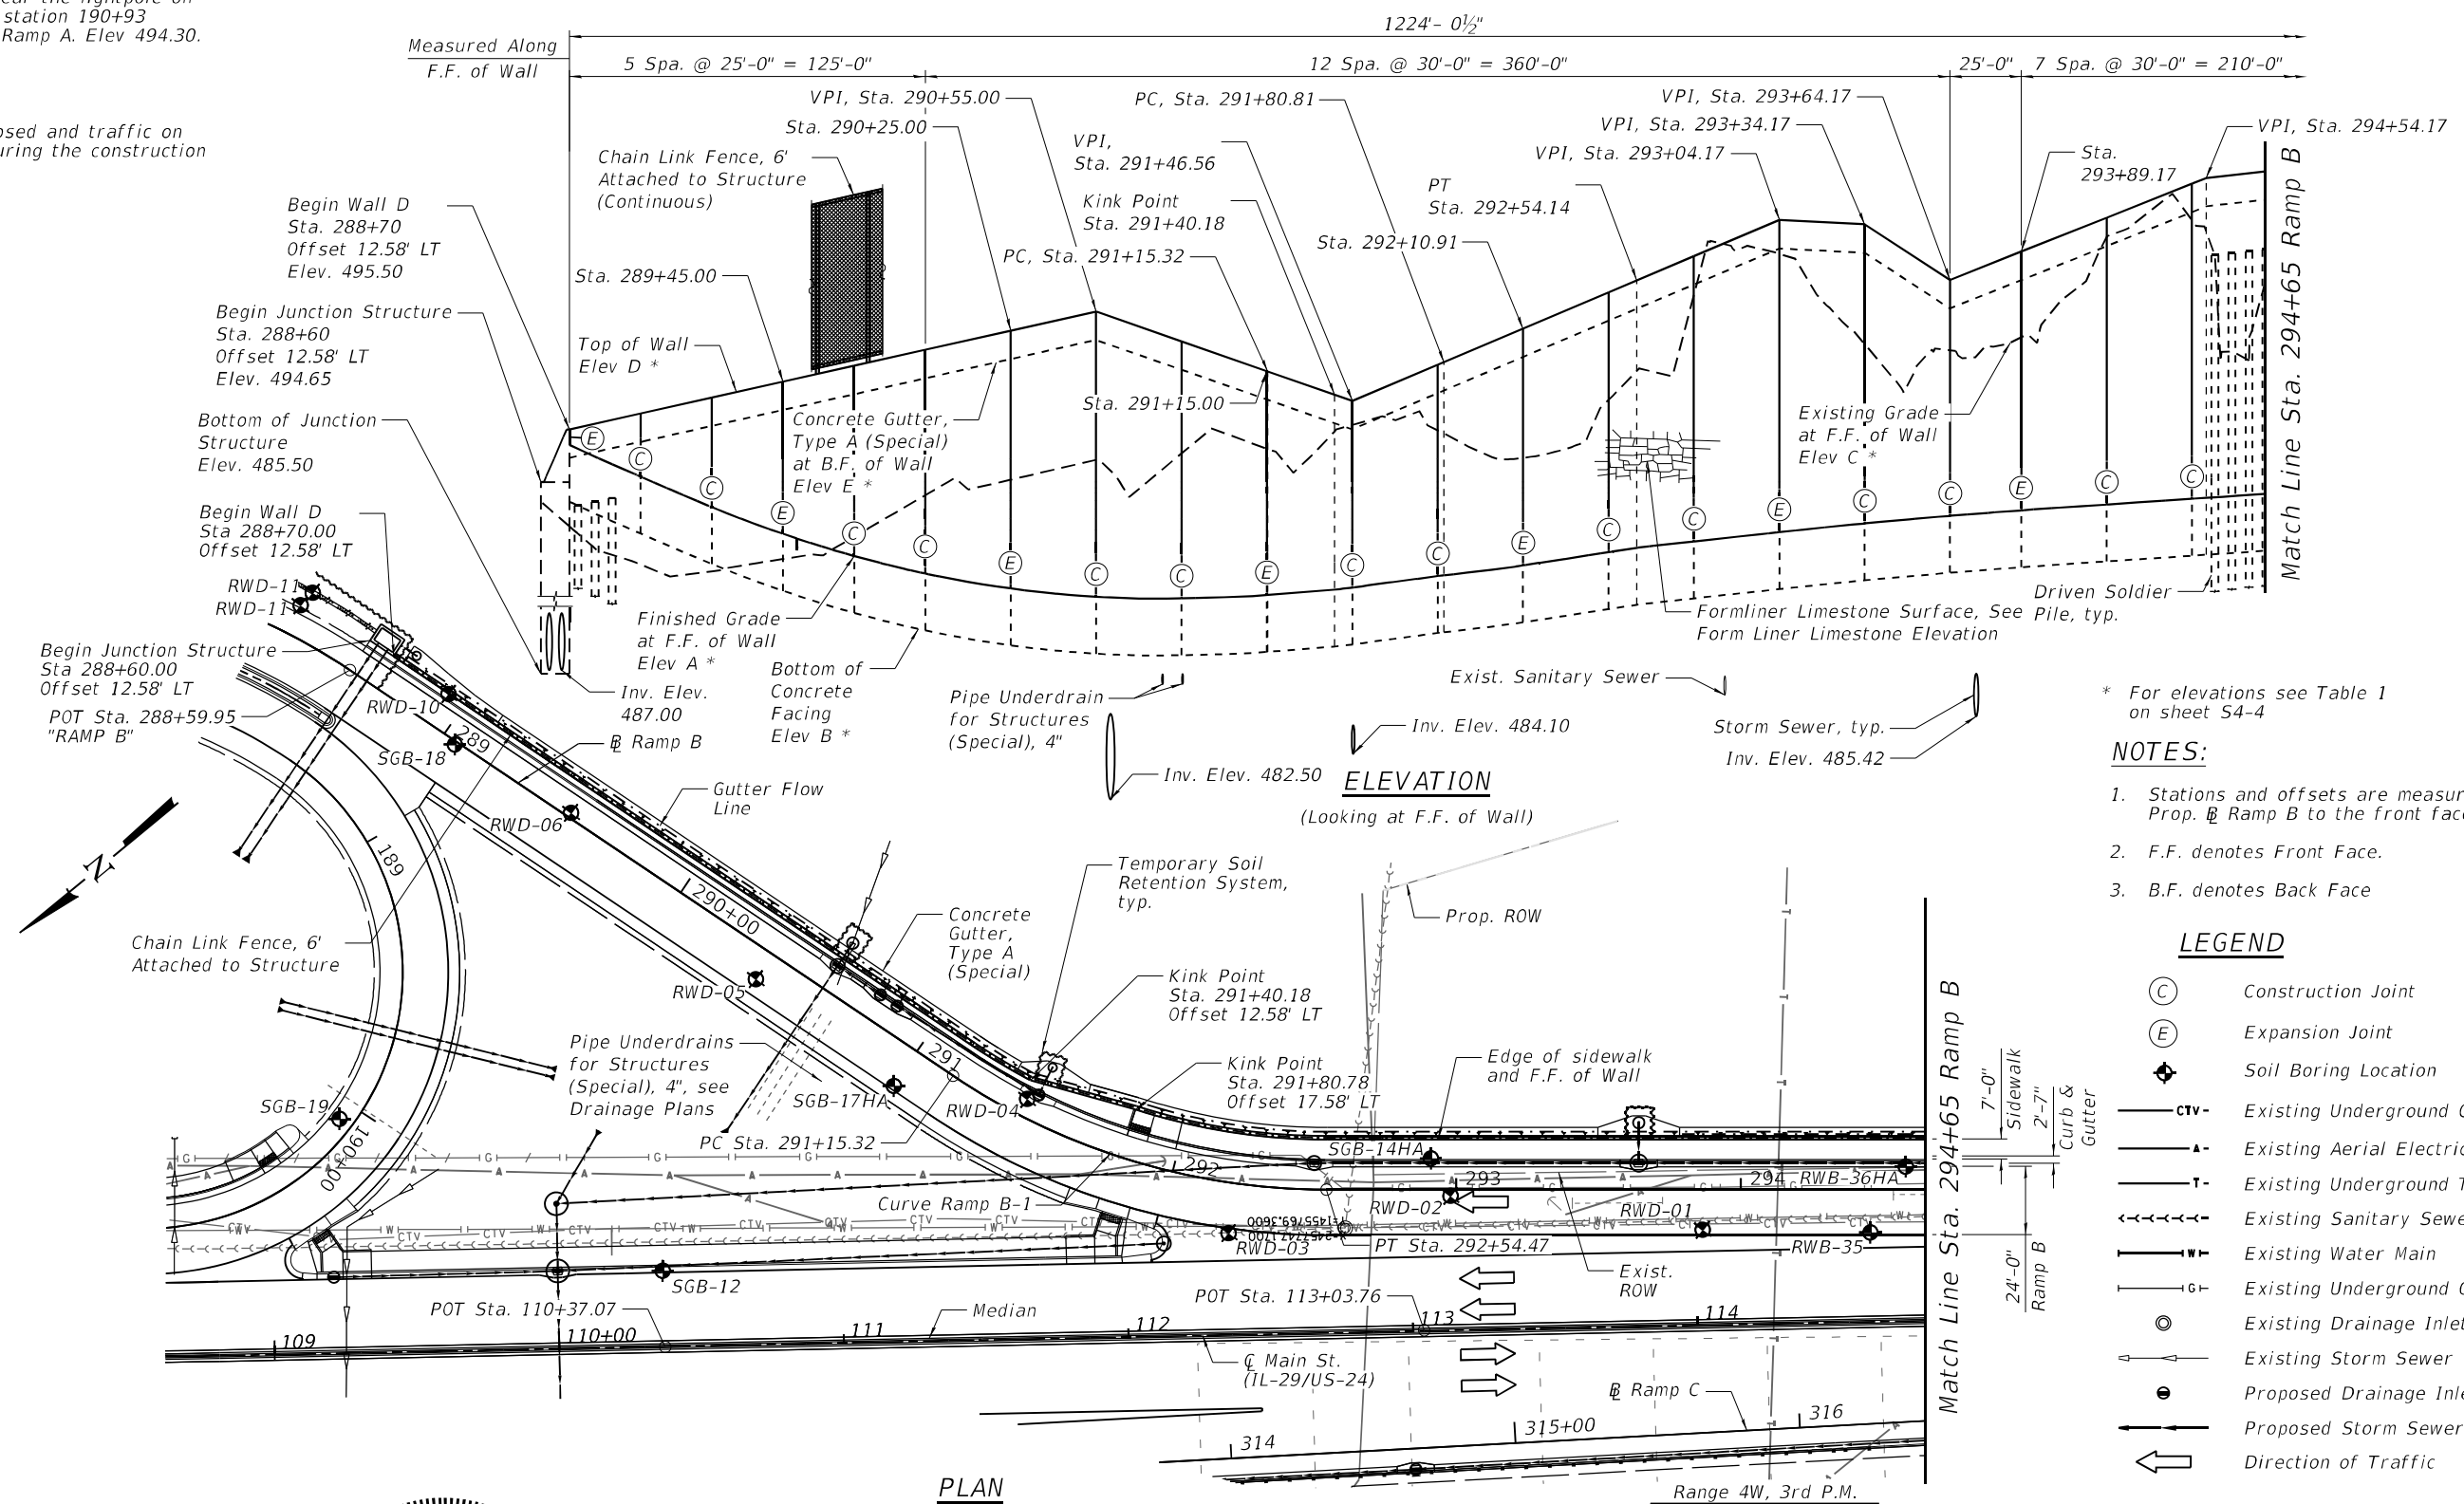 station 190+93
Ramp A. Elev 494.30.
Measured Along
F.F. of Wall
1224'- 0½"
5 Spa. @ 25'-0" = 125'-0"
12 Spa. @ 30'-0" = 360'-0"
25'-0"
7 Spa. @ 30'-0" = 210'-0"
and traffic on
the construction
VPI, Sta. 290+55.00
Sta. 290+25.00
PC, Sta. 291+80.81
VPI,
Sta. 291+46.56
Kink Point
Sta. 291+40.18
PC, Sta. 291+15.32
VPI, Sta. 293+64.17
VPI, Sta. 293+34.17
VPI, Sta. 293+04.17
PT
Sta. 292+54.14
Sta. 292+10.91
VPI, Sta. 294+54.17
Sta.
293+89.17
Chain Link Fence, 6'
Attached to Structure
(Continuous)
Begin Wall D
Sta. 288+70
Offset 12.58' LT
Elev. 495.50
Sta. 289+45.00
Begin Junction Structure
Sta. 288+60
Offset 12.58' LT
Elev. 494.65
Top of Wall
Elev D *
Bottom of Junction
Structure
Elev. 485.50
Concrete Gutter,
Type A (Special)
at B.F. of Wall
Elev E *
Sta. 291+15.00
Existing Grade
at F.F. of Wall
Elev C *
E
C
C
E
C
C
E
C
C
E
C
C
E
C
C
E
C
C
E
C
C
Match Line Sta. 294+65 Ramp B
Finished Grade
at F.F. of Wall
Elev A *
Inv. Elev.
487.00
Bottom of
Concrete
Facing
Elev B *
Pipe Underdrain
for Structures
(Special), 4"
Inv. Elev. 482.50
Inv. Elev. 484.10
Exist. Sanitary Sewer
Storm Sewer, typ.
Inv. Elev. 485.42
Formliner Limestone Surface, See
Form Liner Limestone Elevation
Driven Soldier
Pile, typ.
ELEVATION
(Looking at F.F. of Wall)
* For elevations see Table 1
on sheet S4-4
NOTES:
1. Stations and offsets are
Prop. ℄ Ramp B to the front
2. F.F. denotes Front Face.
3. B.F. denotes Back Face
LEGEND
C Construction Joint
E Expansion Joint
Soil Boring Location
CTV Existing Underground
A Existing Aerial
T Existing Underground
Existing Sanitary
W Existing Water Main
G Existing Underground
Existing Drainage
Existing Storm Sewer
Proposed Drainage
Proposed Storm Sewer
Direction of Traffic
Begin Wall D
Sta 288+70.00
Offset 12.58' LT
RWD-11
RWD-11
Begin Junction Structure
Sta 288+60.00
Offset 12.58' LT
POT Sta. 288+59.95
"RAMP B"
RWD-10
SGB-18
289
℄ Ramp B
RWD-06
Gutter Flow
Line
N
189
290+00
Chain Link Fence, 6'
Attached to Structure
RWD-05
Concrete
Gutter,
Type A
(Special)
Temporary Soil
Retention System,
typ.
Prop. ROW
Kink Point
Sta. 291+40.18
Offset 12.58' LT
Kink Point
Sta. 291+80.78
Offset 17.58' LT
Edge of sidewalk
and F.F. of Wall
Pipe Underdrains
for Structures
(Special), 4", see
Drainage Plans
SGB-17HA
291
RWD-04
PC Sta. 291+15.32
SGB-19
190+00
SGB-14HA
292
Curve Ramp B-1
293
RWD-02
294
RWB-36HA
RWD-01
RWD-03
PT Sta. 292+54.47
RWB-35
SGB-12
Exist.
ROW
7'-0"
Sidewalk
2'-7"
Curb &
Gutter
24'-0"
Ramp B
Match Line Sta. 294+65 Ramp B
POT Sta. 110+37.07
Median
POT Sta. 113+03.76
109
110+00
111
112
113
114
℄ Main St.
(IL-29/US-24)
℄ Ramp C
314
315+00
316
PLAN
Range 4W, 3rd P.M.